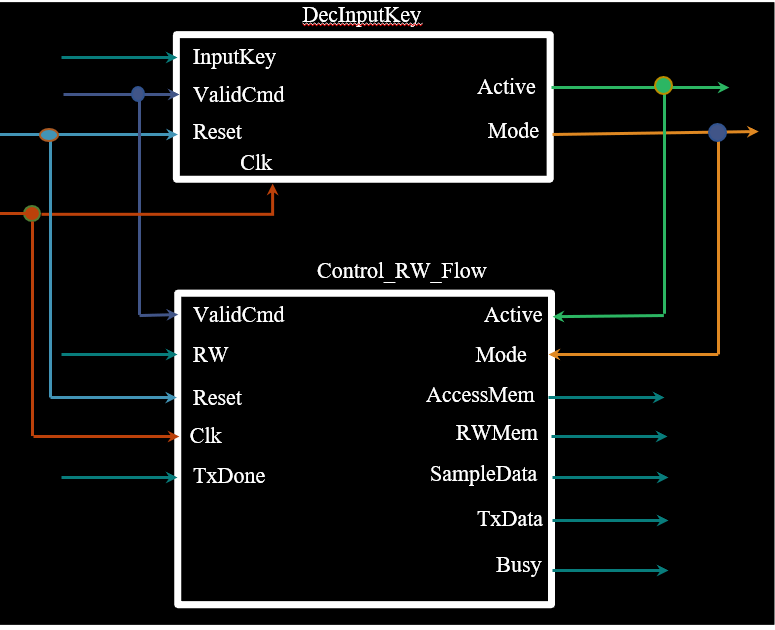 DecInputKey
InputKey
ValidCmd
Reset
Clk
Active
Mode
Control_RW_Flow
ValidCmd
RW
Reset
Clk
TxDone
Active
Mode
AccessMem
RWMem
SampleData
TxData
Busy